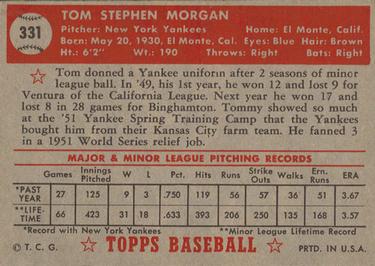 331
TOM STEPHEN MORGAN
Pitcher: New York Yankees Home: El Monte, Calif.
Born: May 20, 1930, El Monte, Cal. Eyes: Blue Hair: Brown
Ht.: 6'2" Wt.: 190 Throws: Right Bats: Right
Tom donned a Yankee uniform after 2 seasons of minor
league ball. In '49, his 1st year, he won 12 and lost 9 for
Ventura of the California League. Next year he won 17 and
lost 8 in 28 games for Binghamton. Tommy showed so much
at the '51 Yankee Spring Training Camp that the Yankees
bought him from their Kansas City farm team. He fanned 3
in a 1951 World Series relief job.
MAJOR & MINOR LEAGUE PITCHING RECORDS
Games Innings Pitched W L Pct. Hits Runs Strike Outs Walks Ern. Runs ERA
*PAST YEAR 27 125 9 3 .750 119 56 57 36 51 3.67
**LIFE-TIME 66 423 31 18 .633 393 208 250 135 168 3.57
*Record with New York Yankees **Minor League Lifetime Record
© T. C. G. TOPPS BASEBALL PRTD. IN U.S.A.